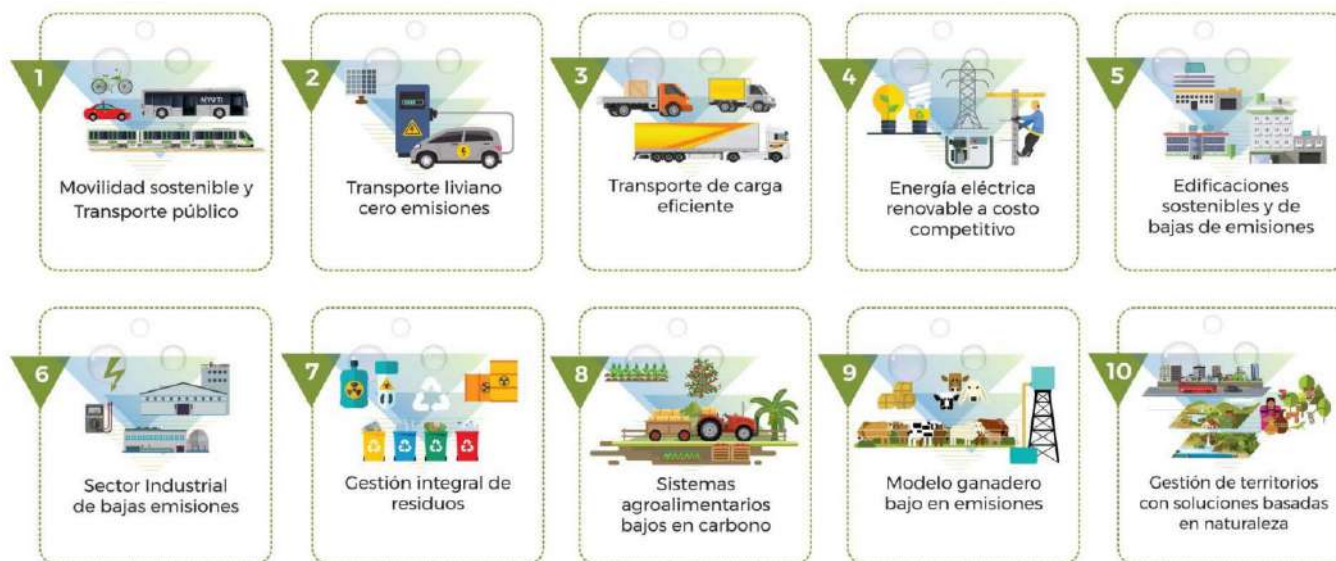 1
Movilidad sostenible y
Transporte público
2
Transporte liviano
cero emisiones
3
Transporte de carga
eficiente
4
Energía eléctrica
renovable a costo
competitivo
5
Edificaciones
sostenibles y de
bajas de emisiones
6
Sector Industrial
de bajas emisiones
7
Gestión integral de
residuos
8
Sistemas
agroalimentarios
bajos en carbono
9
Modelo ganadero
bajo en emisiones
10
Gestión de territorios
con soluciones basadas
en naturaleza